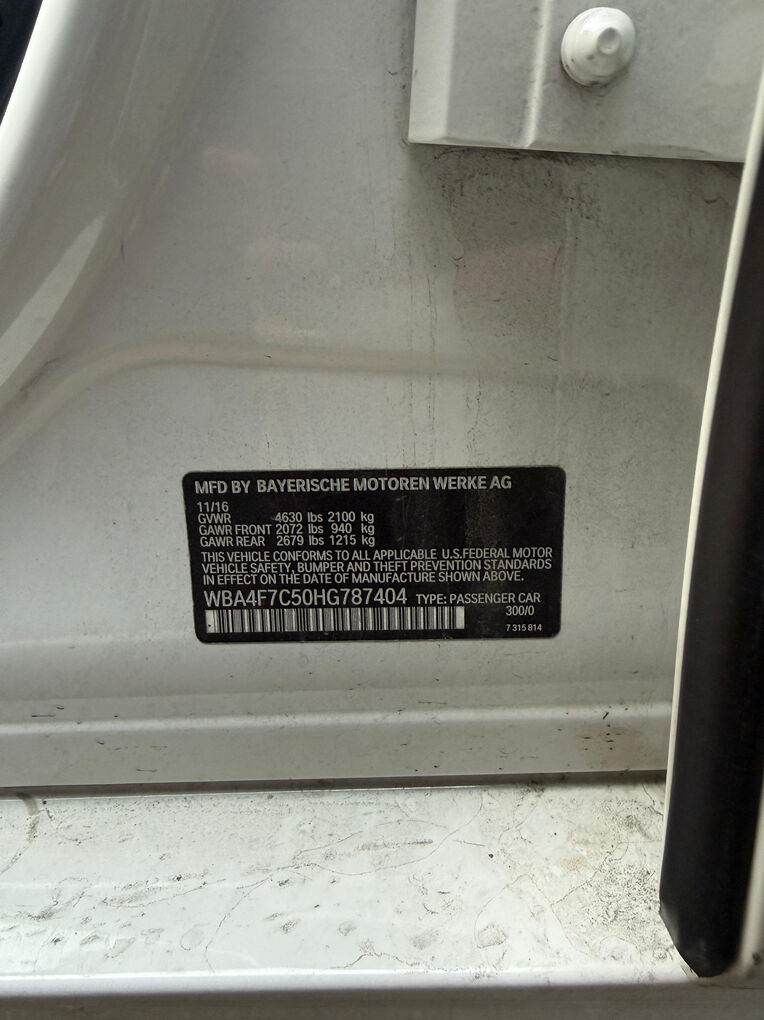 MFD BY BAYERISCHE MOTOREN WERKE AG
11/16
GVWR 4630 lbs 2100 kg
GAWR FRONT 2072 lbs 940 kg
GAWR REAR 2679 lbs 1215 kg
THIS VEHICLE CONFORMS TO ALL APPLICABLE U.S.FEDERAL MOTOR
VEHICLE SAFETY, BUMPER AND THEFT PREVENTION STANDARDS
IN EFFECT ON THE DATE OF MANUFACTURE SHOWN ABOVE.
WBA4F7C50HG787404 TYPE: PASSENGER CAR
300/0
7 315 814